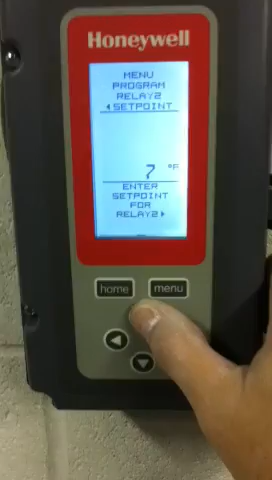 Honeywell
MENU
PROGRAM
RELAY2
◂SETPOINT
7 °F
ENTER
SETPOINT
FOR
RELAY2▸
home menu